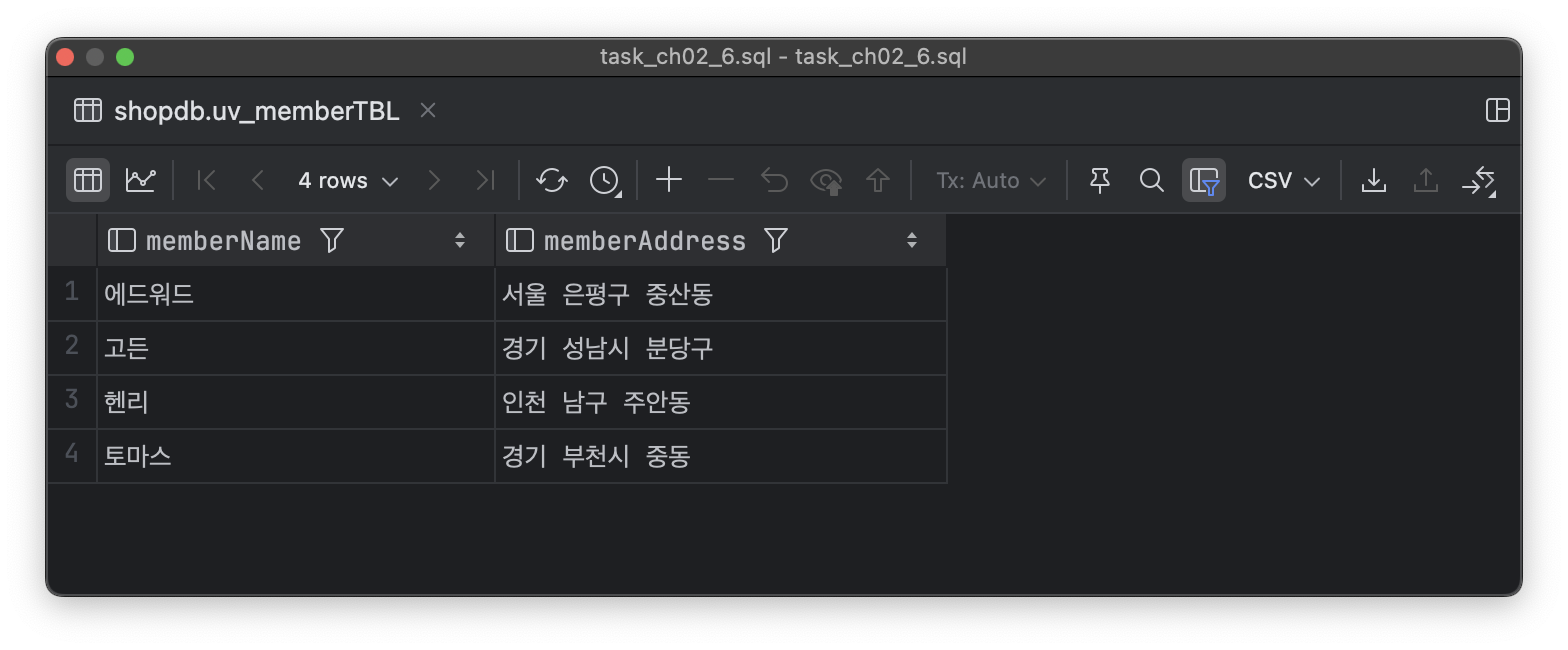 task_ch02_6.sql - task_ch02_6.sql
shopdb.uv_memberTBL
4 rows Tx: Auto CSV
memberName memberAddress
1 에드워드 서울 은평구 중산동
2 고든 경기 성남시 분당구
3 헨리 인천 남구 주안동
4 토마스 경기 부천시 중동